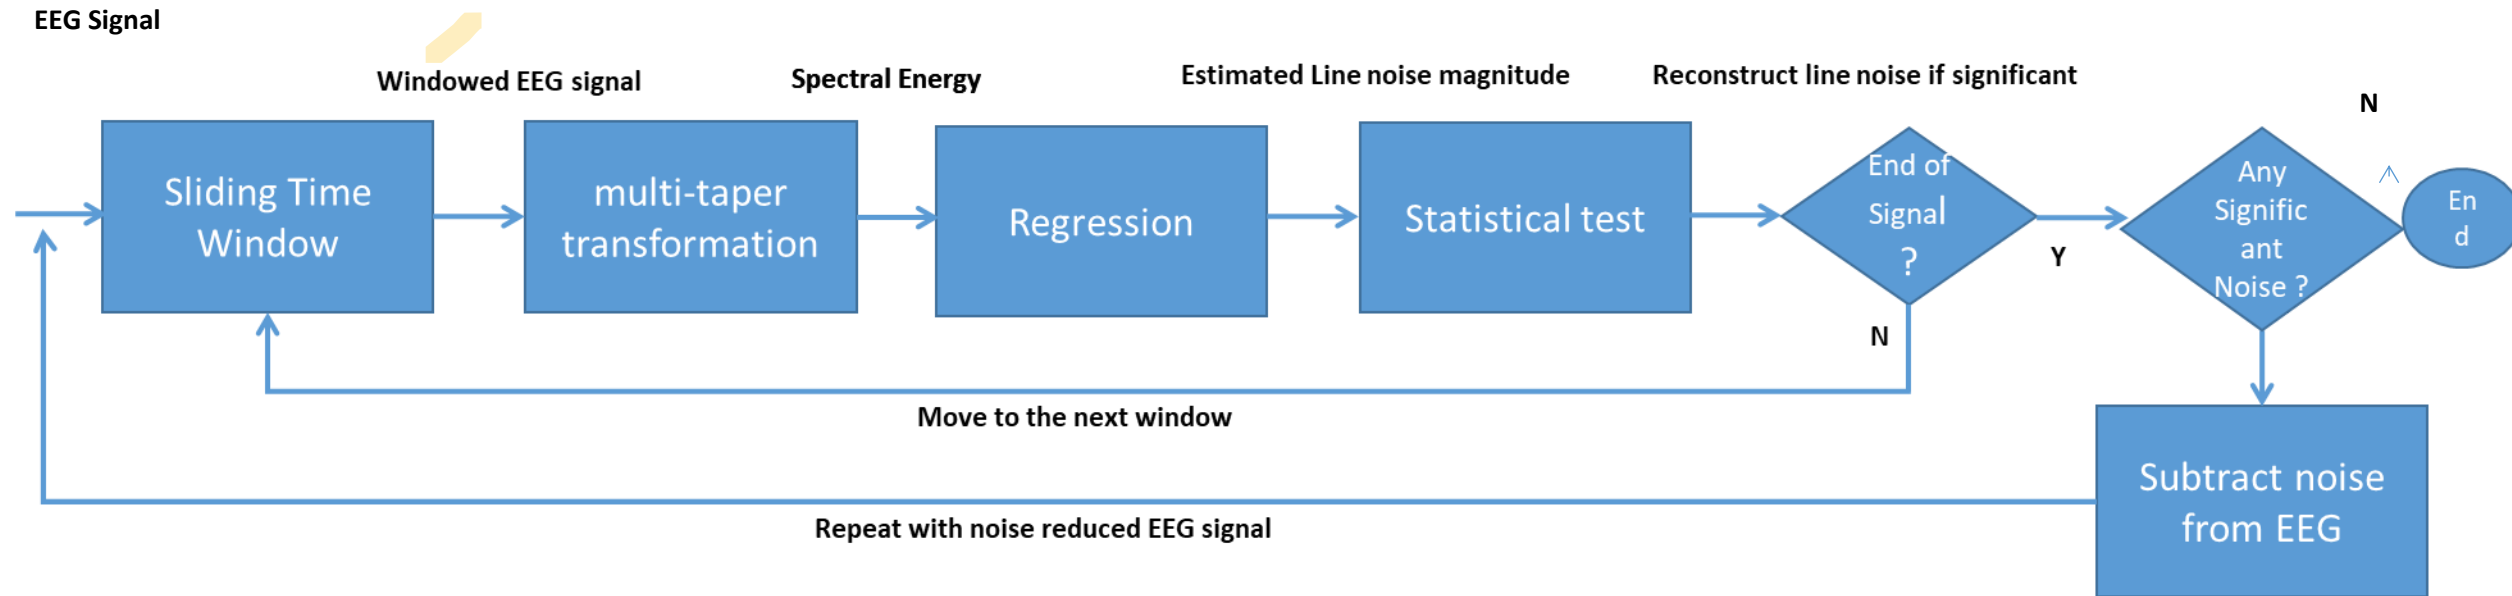 EEG Signal
Windowed EEG signal
Spectral Energy
Estimated Line noise magnitude
Reconstruct line noise if significant
N
Sliding Time
Window
multi-taper
transformation
Regression
Statistical test
End of
Signal
?
Y
N
Any
Signific
ant
Noise ?
En
d
Move to the next window
Subtract noise
from EEG
Repeat with noise reduced EEG signal